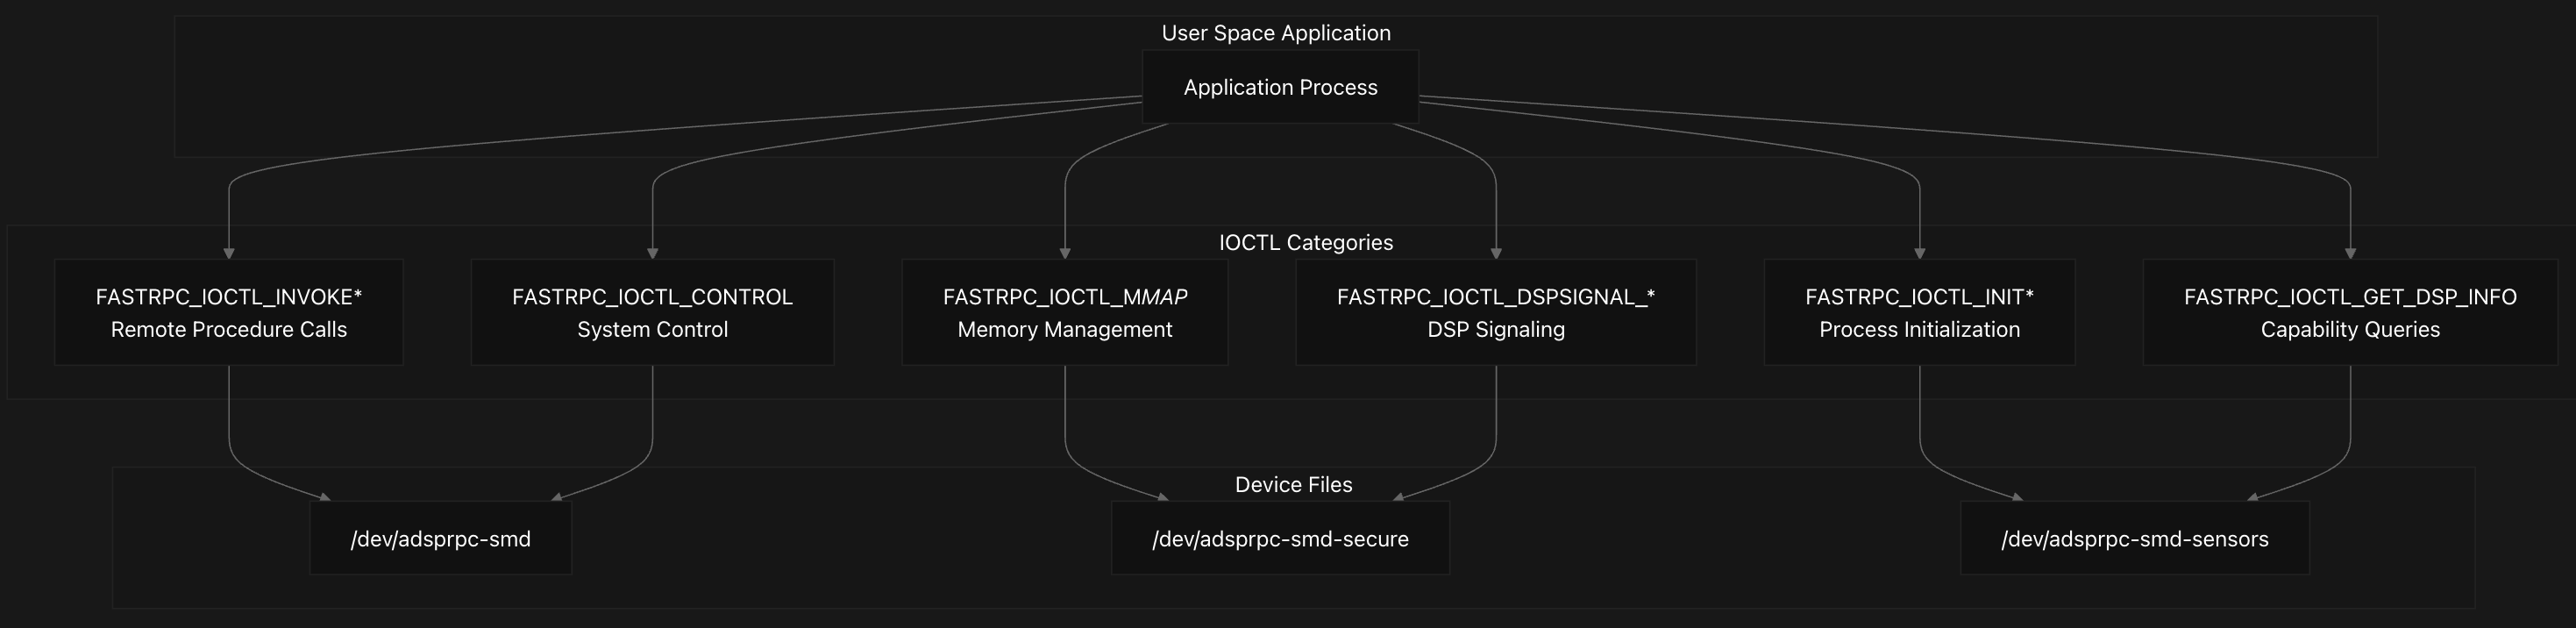 User Space Application
Application Process
IOCTL Categories
FASTRPC_IOCTL_INVOKE*
Remote Procedure Calls
FASTRPC_IOCTL_CONTROL
System Control
FASTRPC_IOCTL_MMAP
Memory Management
FASTRPC_IOCTL_DSPSIGNAL_*
DSP Signaling
FASTRPC_IOCTL_INIT*
Process Initialization
FASTRPC_IOCTL_GET_DSP_INFO
Capability Queries
Device Files
/dev/adsprpc-smd
/dev/adsprpc-smd-secure
/dev/adsprpc-smd-sensors